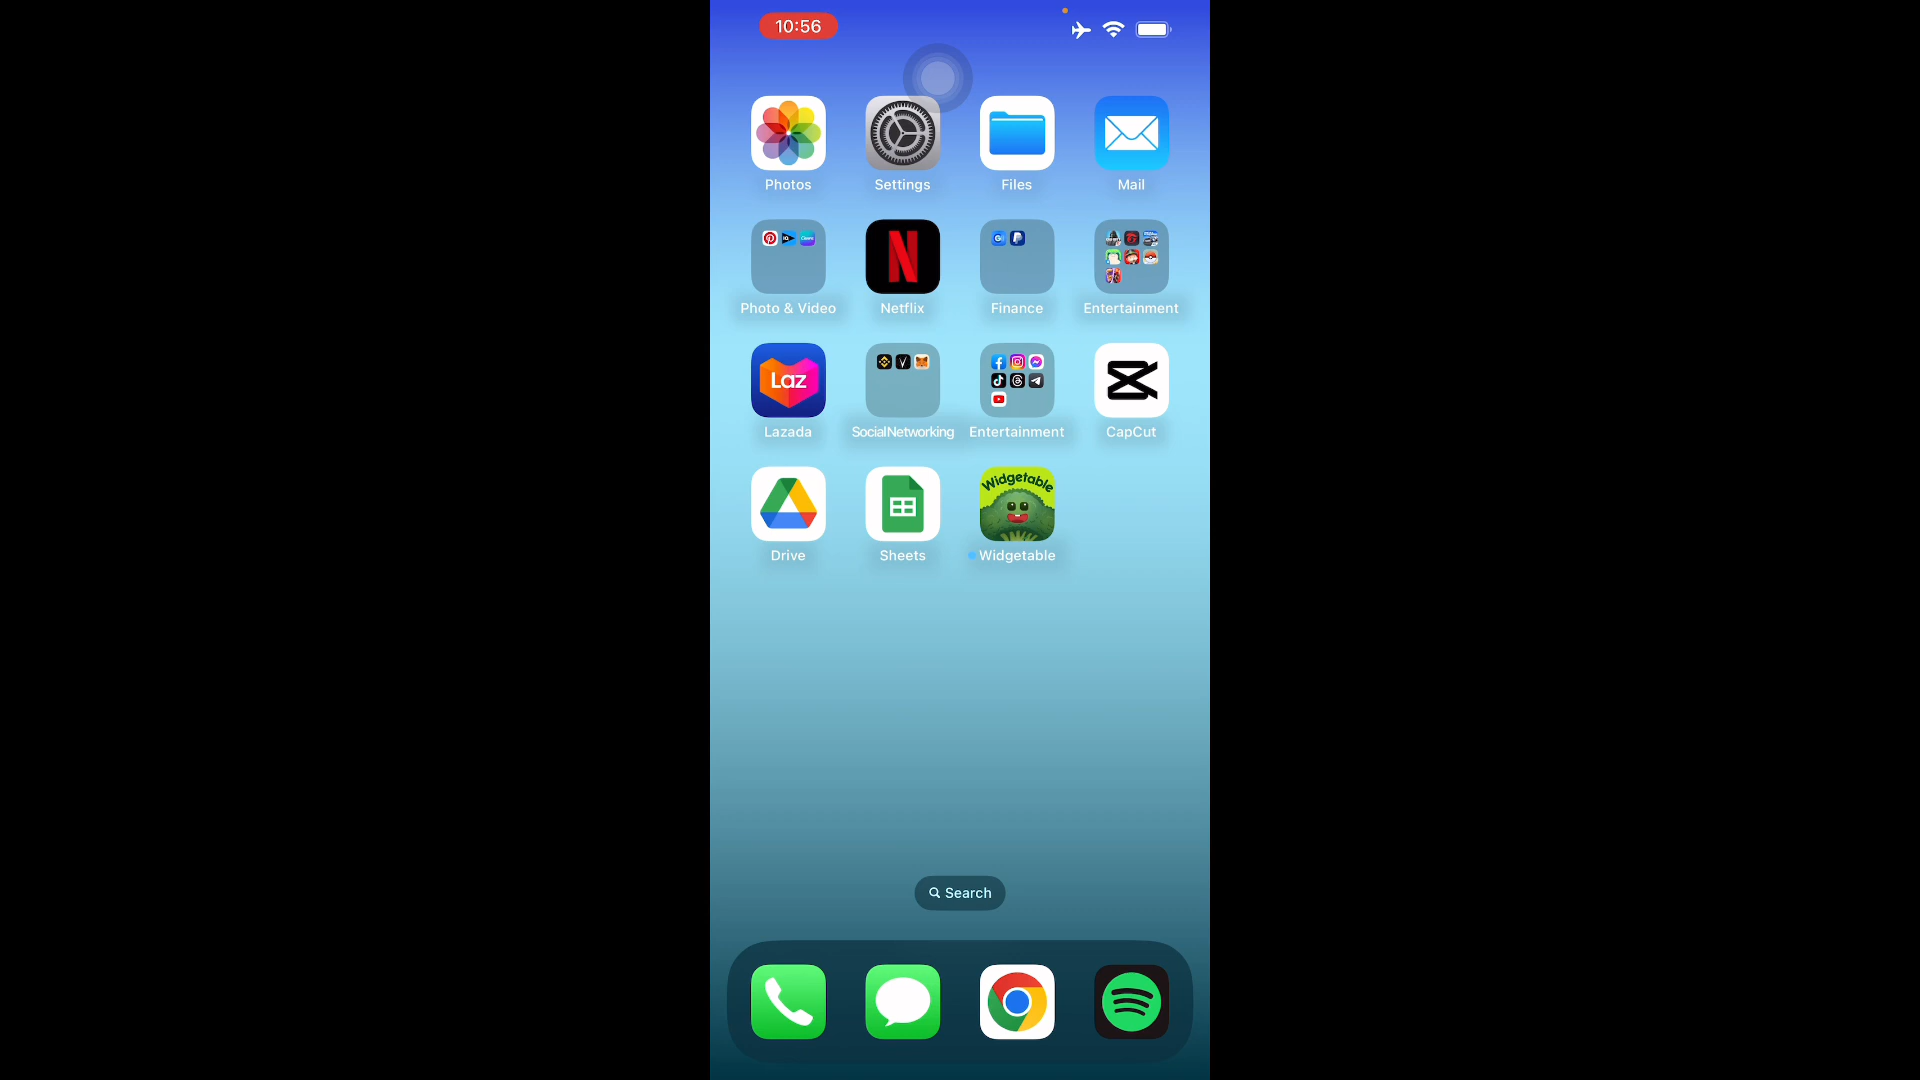 10:56
Photos Settings Files Mail
Photo & Video Netflix Finance Entertainment
Laz
Lazada SocialNetworking Entertainment CapCut
Widgetable
Drive Sheets Widgetable
Search